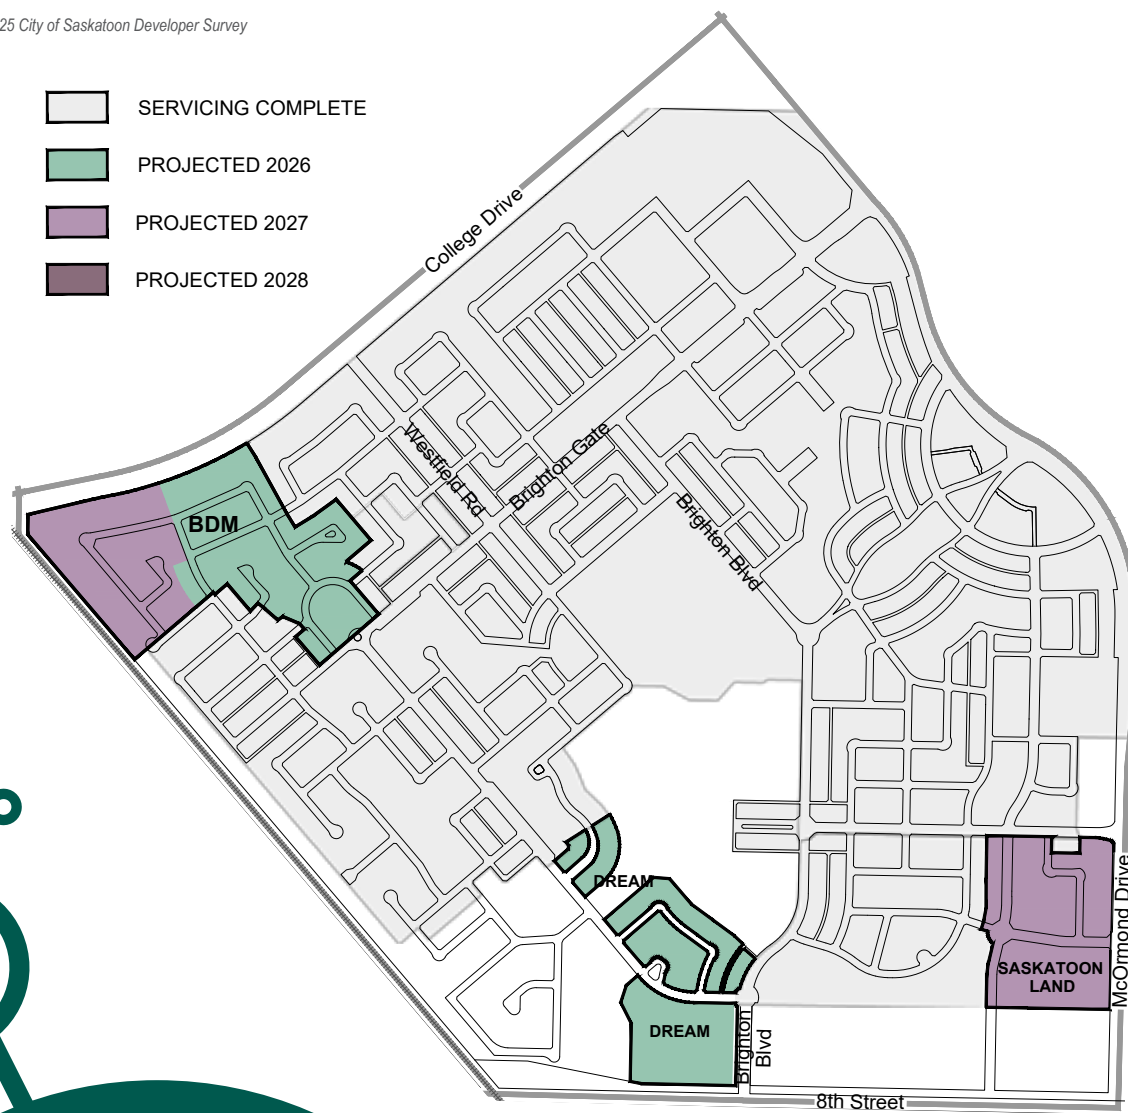 25 City of Saskatoon Developer Survey
SERVICING COMPLETE
PROJECTED 2026
PROJECTED 2027
PROJECTED 2028
College Drive
Westfield Rd
Brighton Gate
Brighton Blvd
BDM
DREAM
DREAM
SASKATOON
LAND
McOrmond Drive
Brighton
Blvd
8th Street